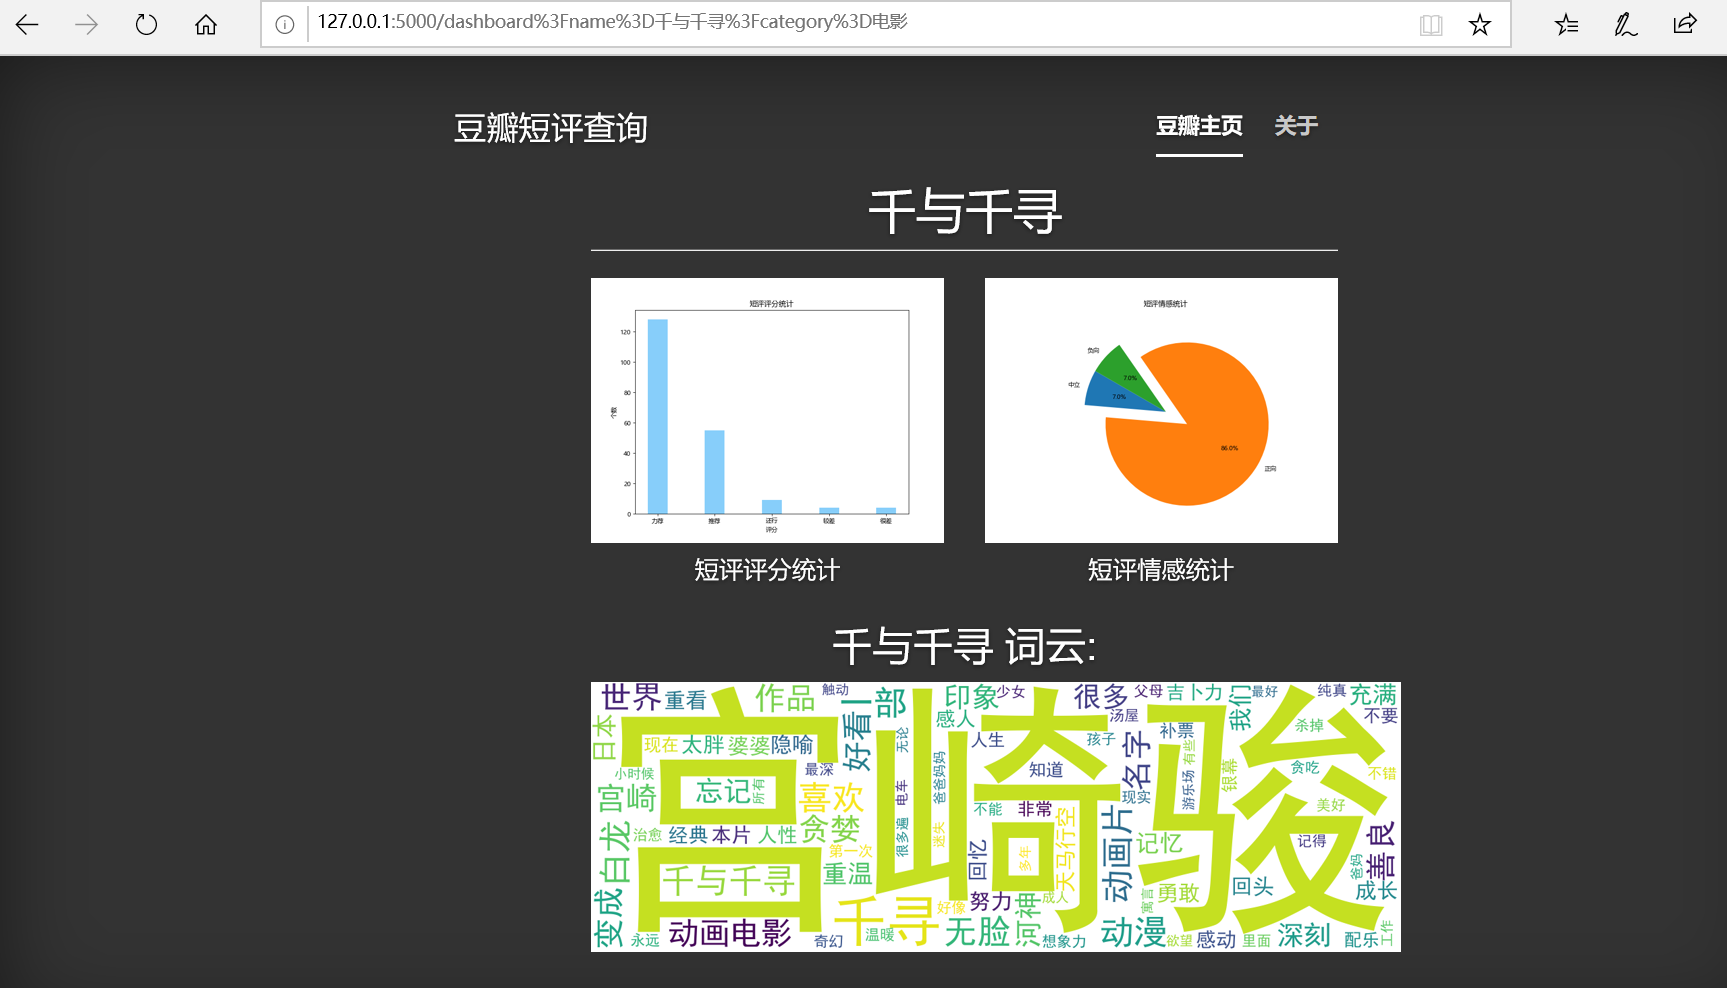 127.0.0.1:5000/dashboard%3Fname%3D千与千寻%3Fcategory%3D电影
豆瓣短评查询
豆瓣主页
关于
千与千寻
短评评分统计
120
100
80
60
40
20
0
个数
力荐
推荐
还行
较差
很差
评分
短评情感统计
负向
7.0%
中立
7.0%
86.0%
正向
短评评分统计
短评情感统计
千与千寻 词云:
宫崎骏
世界
重看
作品
触动
好看
一部
印象
少女
很多
父母
吉卜力
我们
最好
纯真
充满
日本
现在
太胖
婆婆
隐喻
无论
感人
人生
汤屋
补票
杀掉
不要
小时候
最深
孩子
名字
有些
银幕
贪吃
不错
宫崎
忘记
所有
喜欢
电车
爸爸妈妈
知道
不能
非常
现实
游乐场
美好
白龙
治愈
经典
本片
人性
贪婪
第一次
很多遍
迷失
回忆
多年
天马行空
动画片
记忆
记得
善良
爸妈
千与千寻
重温
努力
成人
寓言
勇敢
回头
成长
变成
永远
动画电影
奇幻
千寻
温暖
好像
无脸
河神
想象力
动漫
欲望
感动
里面
深刻
配乐
工作